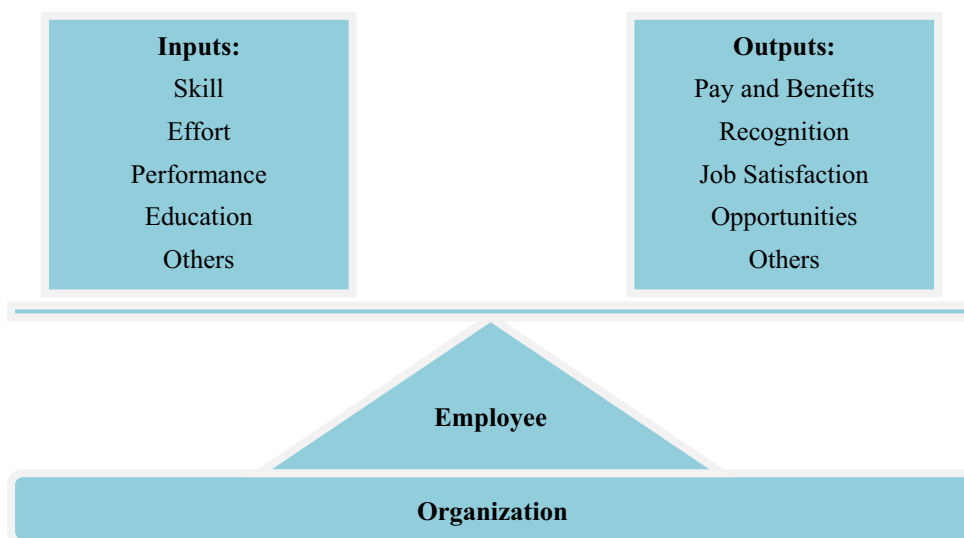 Inputs:
Skill
Effort
Performance
Education
Others
Outputs:
Pay and Benefits
Recognition
Job Satisfaction
Opportunities
Others
Employee
Organization